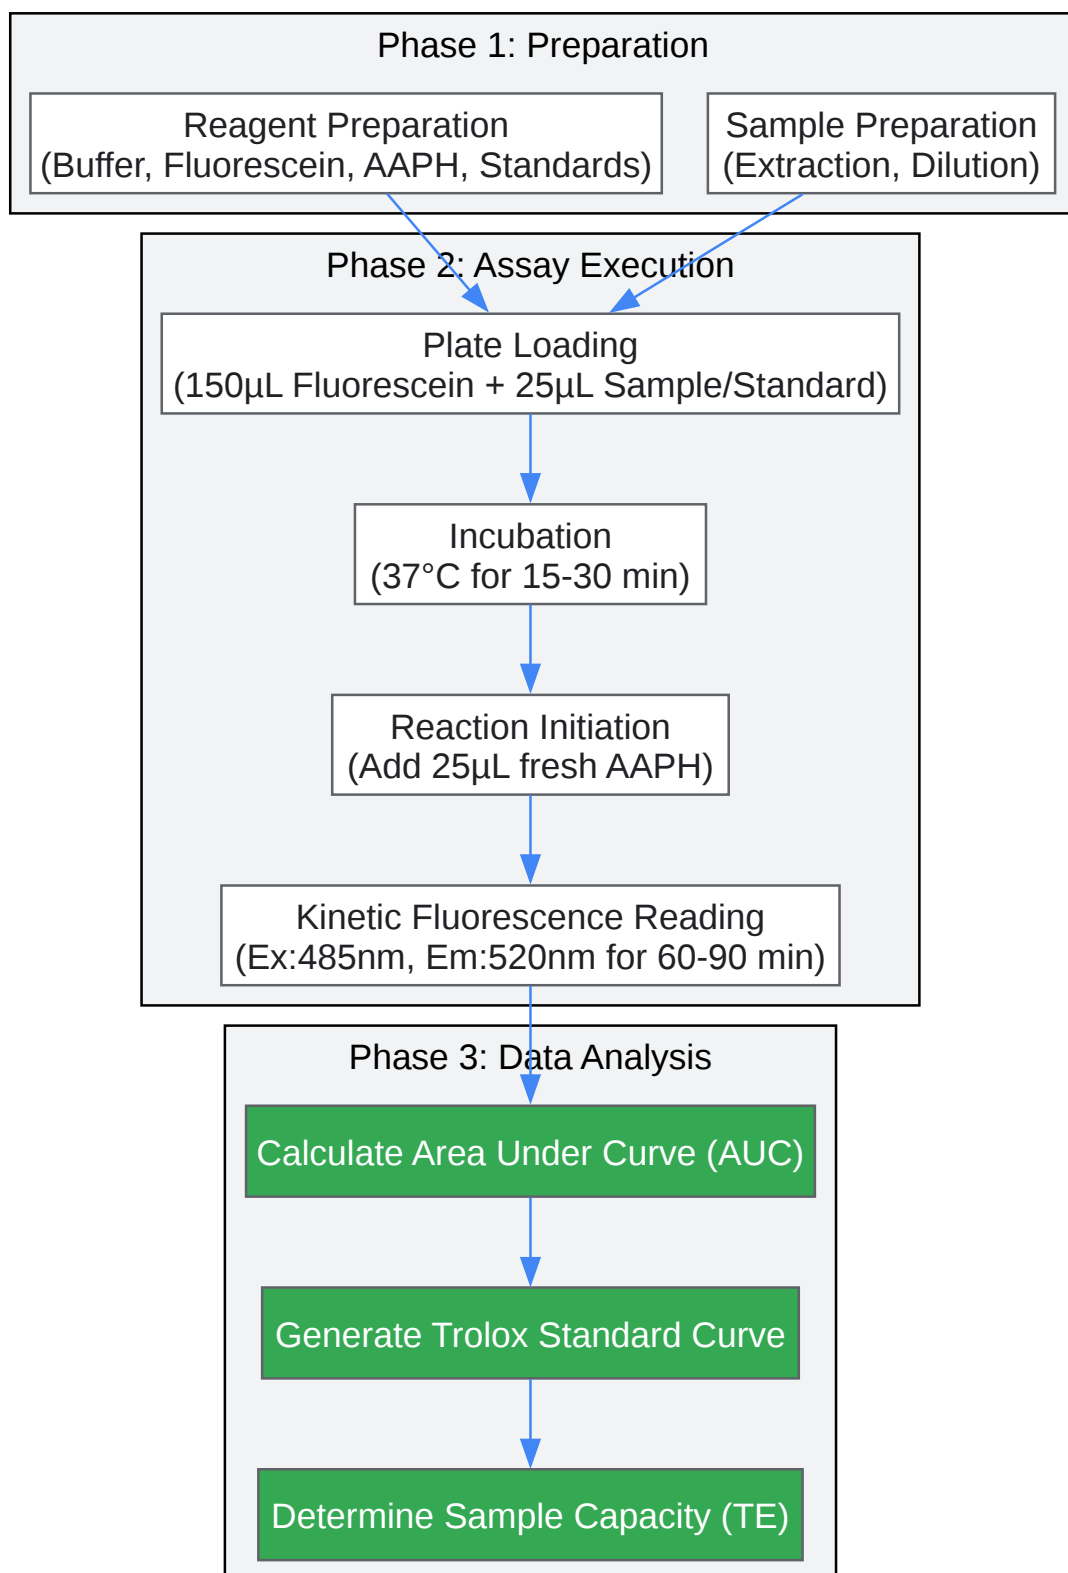 Phase 1: Preparation
Reagent Preparation
(Buffer, Fluorescein, AAPH, Standards)
Sample Preparation
(Extraction, Dilution)
Phase 2: Assay Execution
Plate Loading
(150µL Fluorescein + 25µL Sample/Standard)
Incubation
(37°C for 15-30 min)
Reaction Initiation
(Add 25µL fresh AAPH)
Kinetic Fluorescence Reading
(Ex:485nm, Em:520nm for 60-90 min)
Phase 3: Data Analysis
Calculate Area Under Curve (AUC)
Generate Trolox Standard Curve
Determine Sample Capacity (TE)